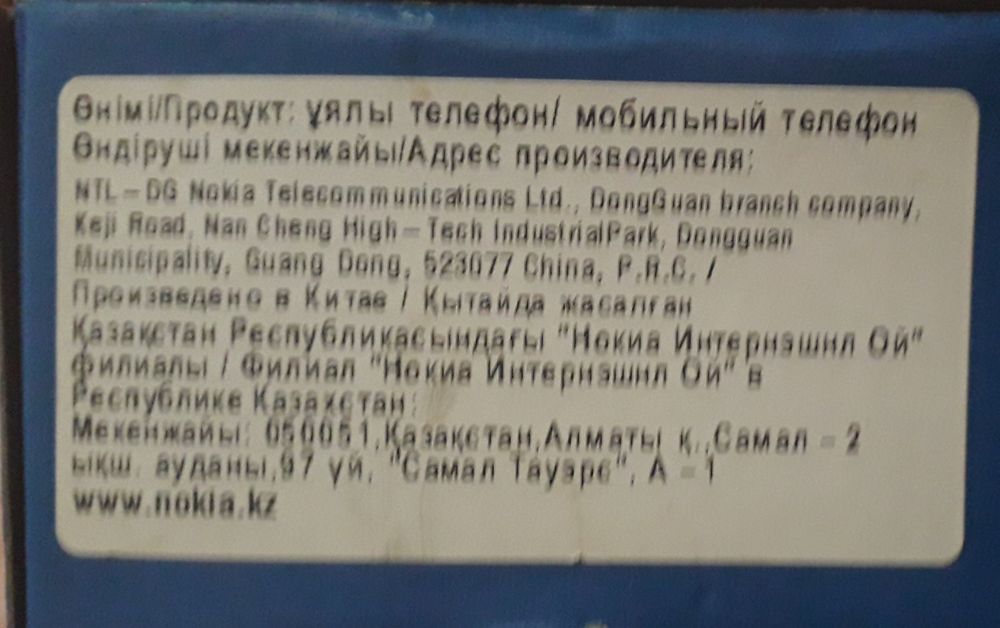 Өнімі/Продукт: ұялы телефон/ мобильный телефон
Өндіруші мекенжайы/Адрес производителя:
NTL-DG Nokia Telecommunications Ltd., DongGuan branch company,
Keji Road, Nan Cheng High-Tech IndustrialPark, Dongguan
Municipality, Guang Dong, 523077 China, P.R.C. /
Произведено в Китае / Қытайда жасалған
Қазақстан Республикасындағы "Нокиа Интернэшнл Ой"
филиалы / Филиал "Нокиа Интернэшнл Ой" в
Республике Казахстан:
Мекенжайы: 050051,Қазақстан,Алматы қ.,Самал-2
ықш. ауданы,97 үй, "Самал Тауэрс", А-1
www.nokia.kz